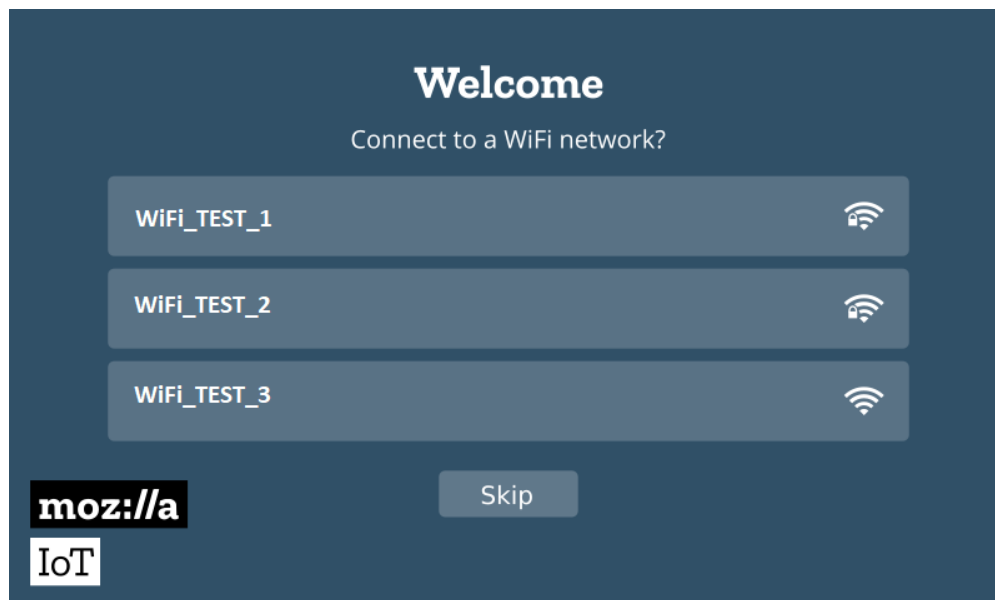 Welcome
Connect to a WiFi network?
WiFi_TEST_1
WiFi_TEST_2
WiFi_TEST_3
Skip
moz://a
IoT